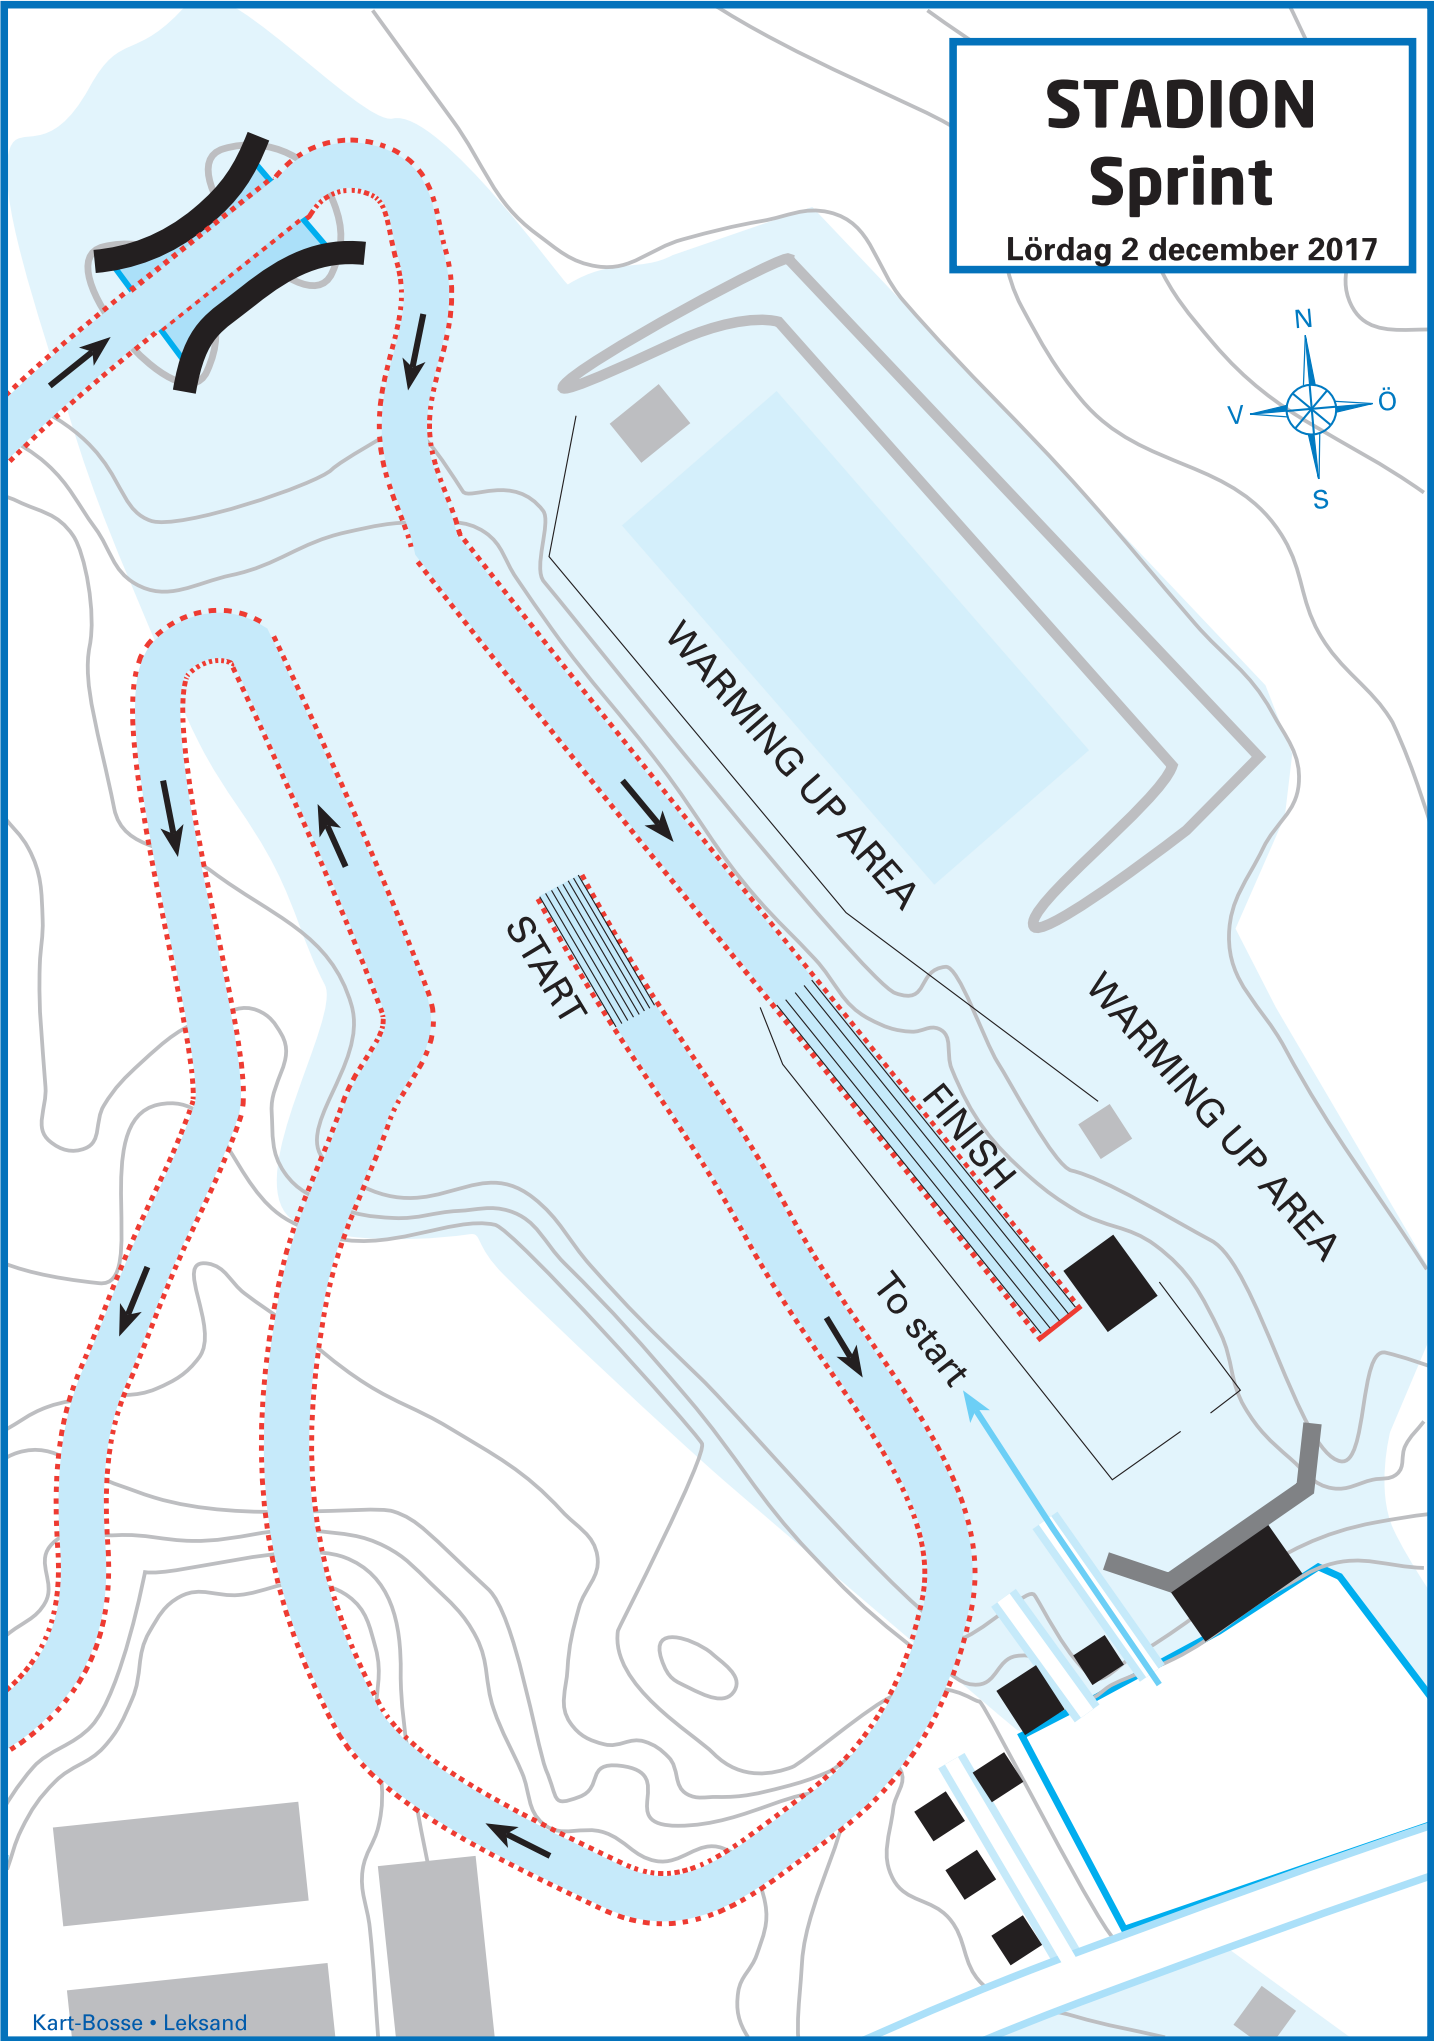 STADION
Sprint
Lördag 2 december 2017
N
V
Ö
S
WARMING UP AREA
START
WARMING UP AREA
FINISH
To start
Kart-Bosse • Leksand